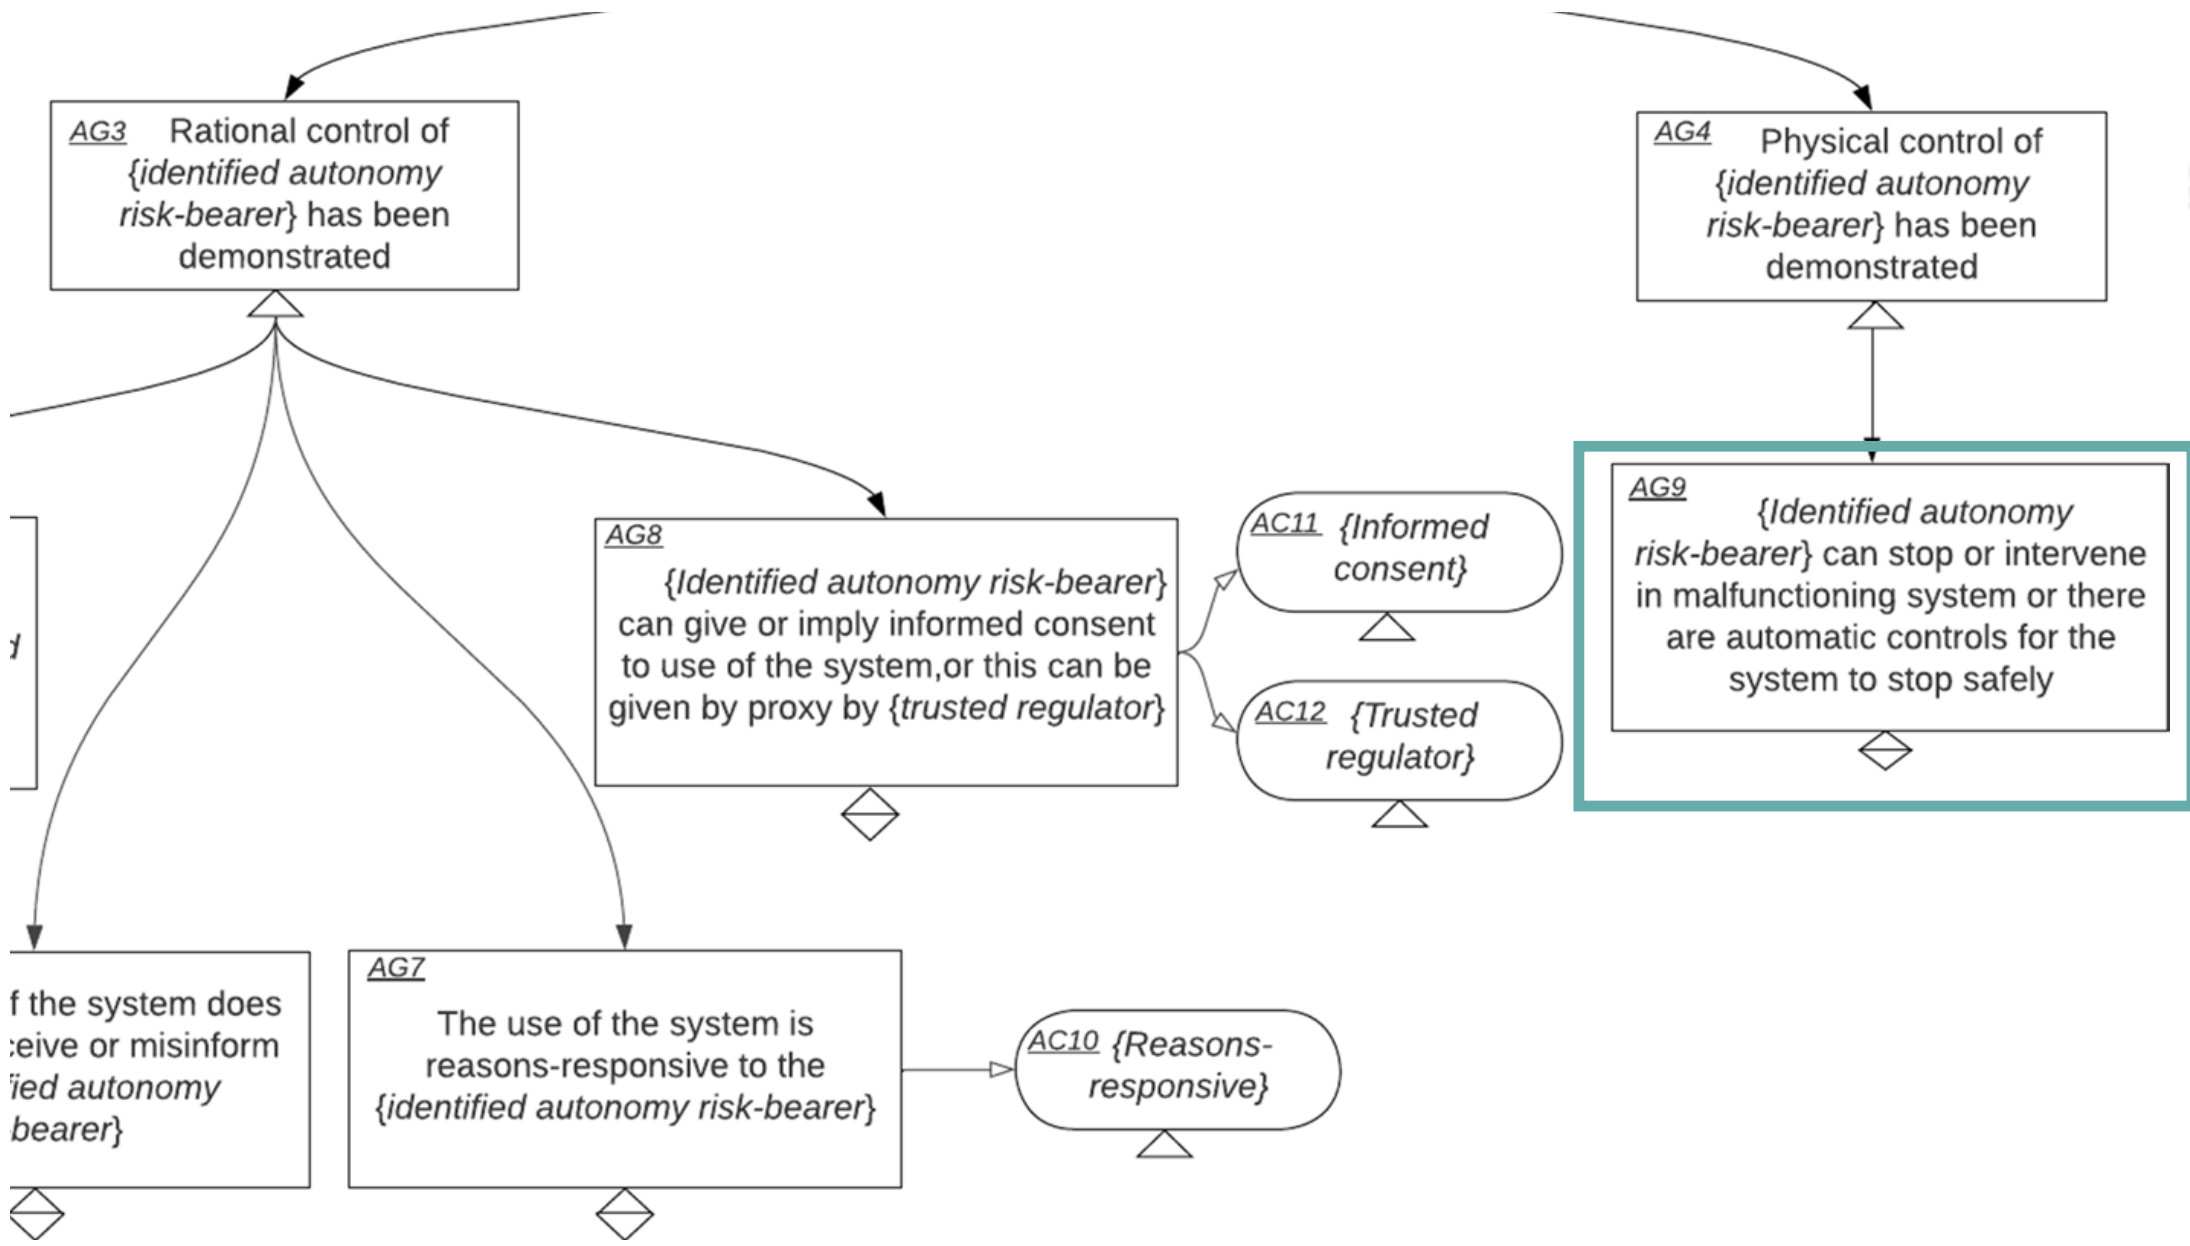 AG3 Rational control of
{identified autonomy
risk-bearer} has been
demonstrated
AG4 Physical control of
{identified autonomy
risk-bearer} has been
demonstrated
AG8
{Identified autonomy risk-bearer}
can give or imply informed consent
to use of the system,or this can be
given by proxy by {trusted regulator}
AC11 {Informed
consent}
AC12 {Trusted
regulator}
AG9
{Identified autonomy
risk-bearer} can stop or intervene
in malfunctioning system or there
are automatic controls for the
system to stop safely
f the system does
ceive or misinform
fied autonomy
bearer}
AG7
The use of the system is
reasons-responsive to the
{identified autonomy risk-bearer}
AC10 {Reasons-
responsive}